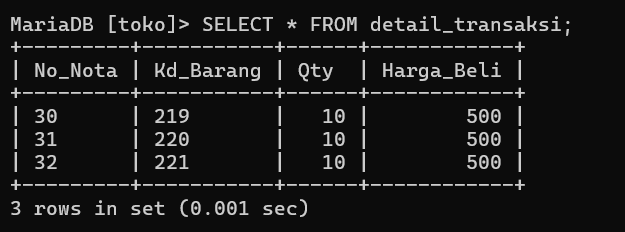 MariaDB [toko]> SELECT * FROM detail_transaksi;
+---------+-----------+------+------------+
| No_Nota | Kd_Barang | Qty  | Harga_Beli |
+---------+-----------+------+------------+
| 30      | 219       |   10 |        500 |
| 31      | 220       |   10 |        500 |
| 32      | 221       |   10 |        500 |
+---------+-----------+------+------------+
3 rows in set (0.001 sec)